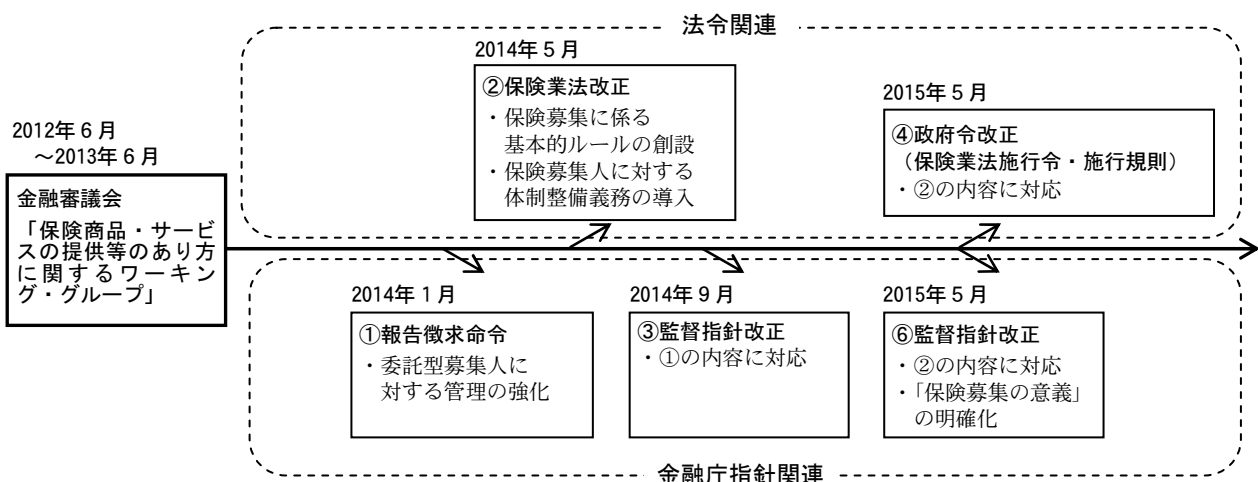 法令関連
2012年6月
～2013年6月
金融審議会
「保険商品・サービ
スの提供等のあり方
に関するワーキン
グ・グループ」
2014年5月
②保険業法改正
・保険募集に係る
基本的ルールの創設
・保険募集人に対する
体制整備義務の導入
2015年5月
④政府令改正
（保険業法施行令・施行規則）
・②の内容に対応
2014年1月
①報告徴求命令
・委託型募集人に
対する管理の強化
2014年9月
③監督指針改正
・①の内容に対応
2015年5月
⑥監督指針改正
・②の内容に対応
・「保険募集の意義」
の明確化
金融庁指針関連